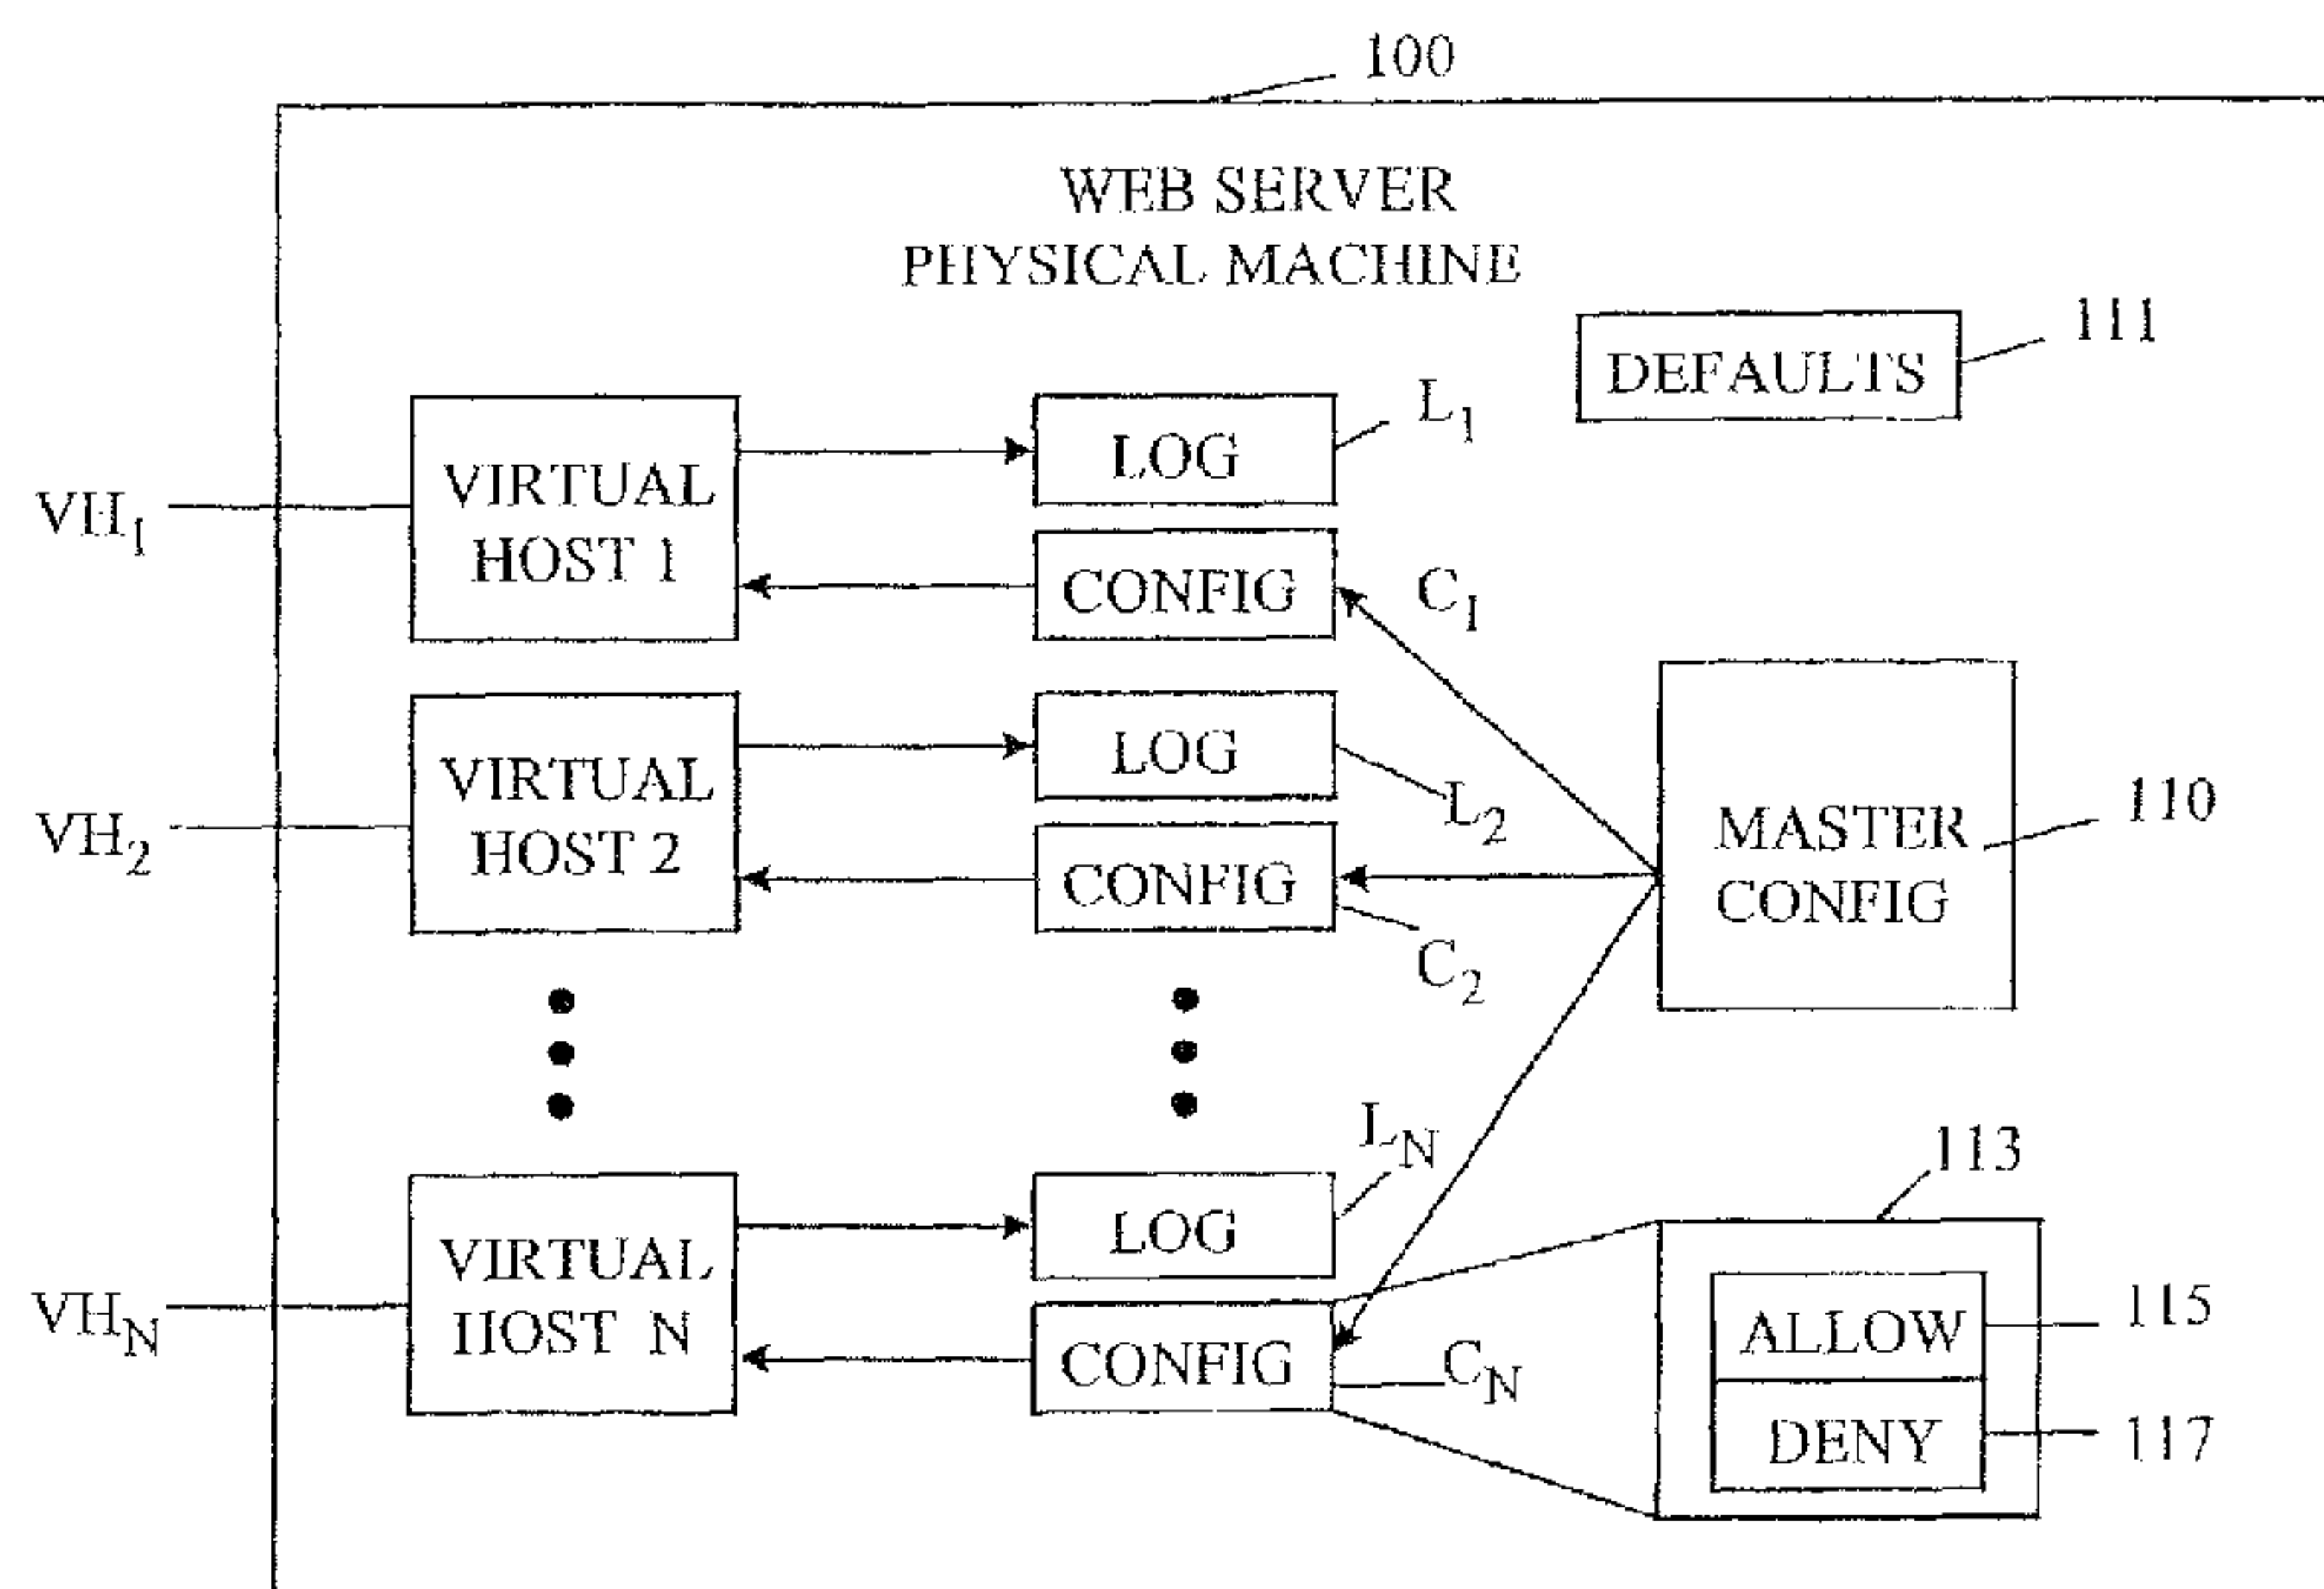 100
WEB SERVER
PHYSICAL MACHINE
DEFAULTS
111
VH1
VIRTUAL
HOST 1
LOG
L1
CONFIG
C1
VH2
VIRTUAL
HOST 2
LOG
L2
CONFIG
C2
MASTER
CONFIG
110
VHN
VIRTUAL
HOST N
LOG
LN
CONFIG
CN
113
ALLOW
115
DENY
117